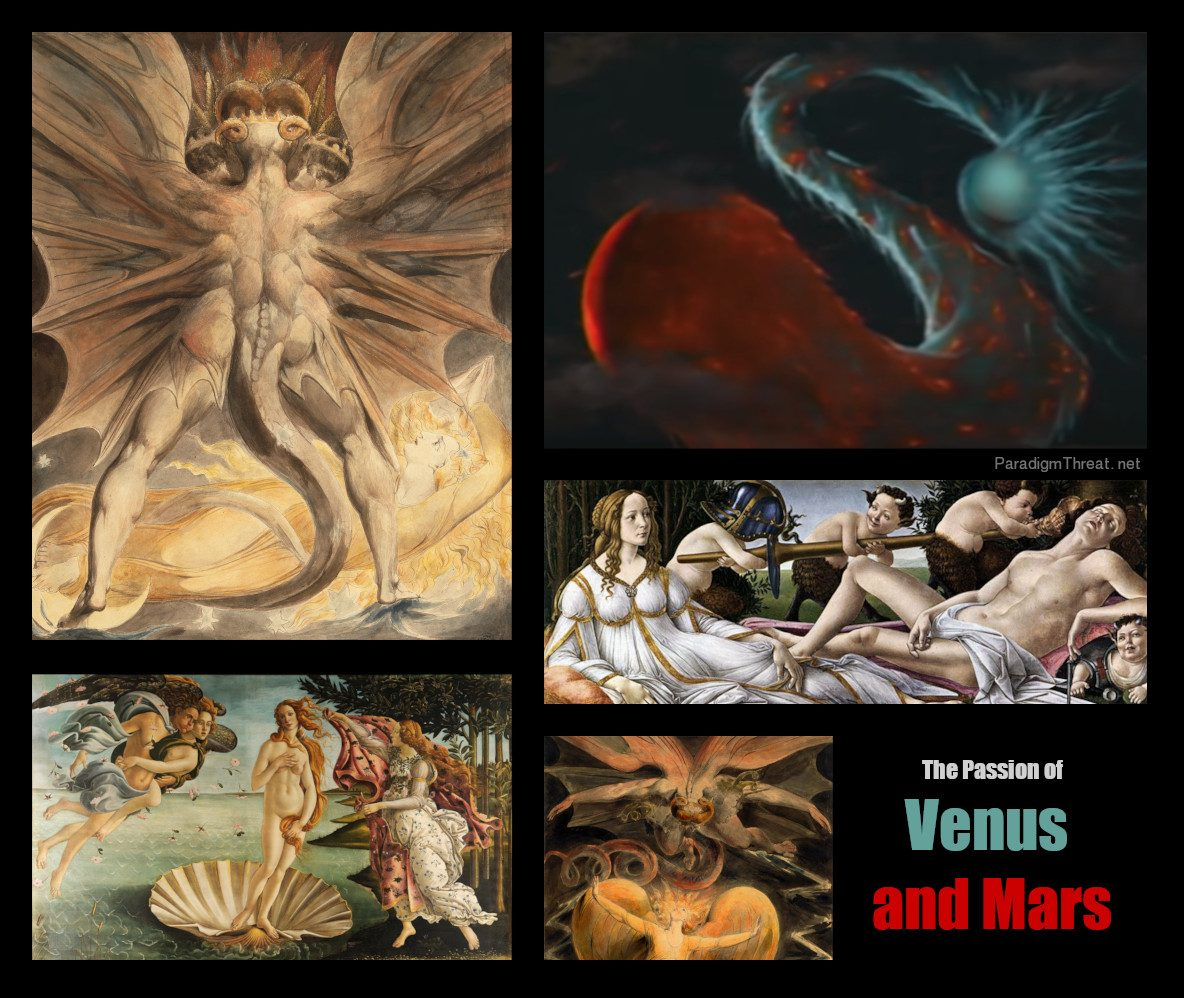 ParadigmThreat.net
The Passion of
Venus
and Mars